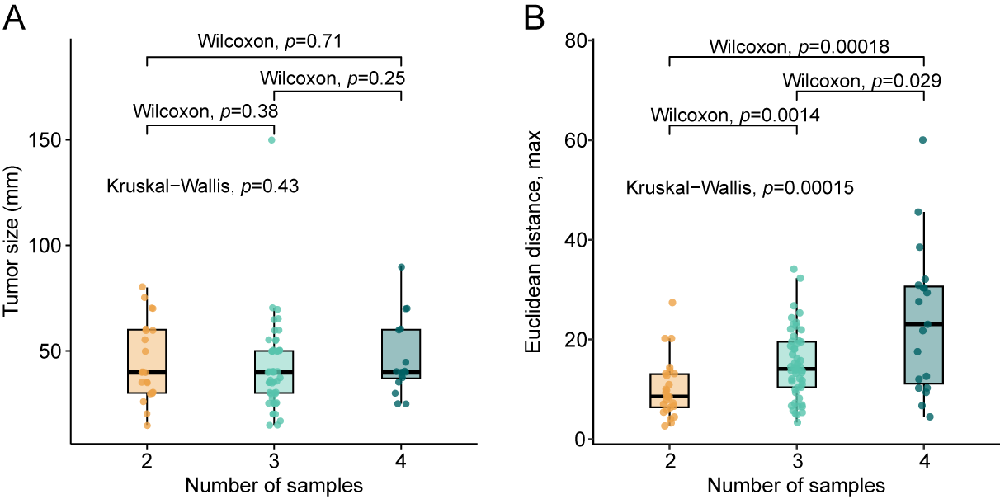 A
Wilcoxon, p=0.71
Wilcoxon, p=0.25
Wilcoxon, p=0.38
Kruskal−Wallis, p=0.43
Tumor size (mm)
150
100
50
2 3 4
Number of samples
B
Wilcoxon, p=0.00018
Wilcoxon, p=0.029
Wilcoxon, p=0.0014
Kruskal−Wallis, p=0.00015
Euclidean distance, max
80
60
40
20
0
2 3 4
Number of samples